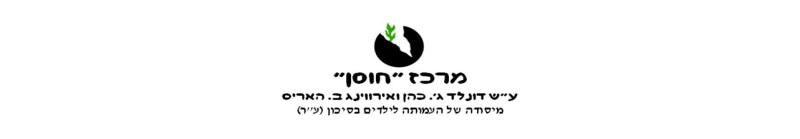 מרכז "חוסן"
ע"ש דונלד ג'. כהן ואירווינג ב. האריס
מיסודה של העמותה לילדים בסיכון (ע"ר)